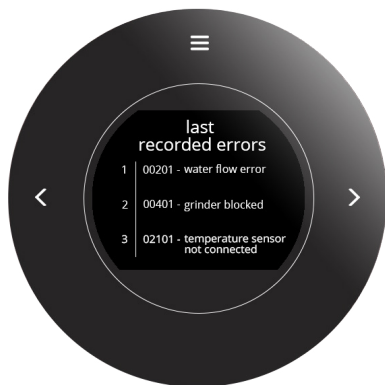 last
recorded errors
1 00201 - water flow error
2 00401 - grinder blocked
3 02101 - temperature sensor
not connected